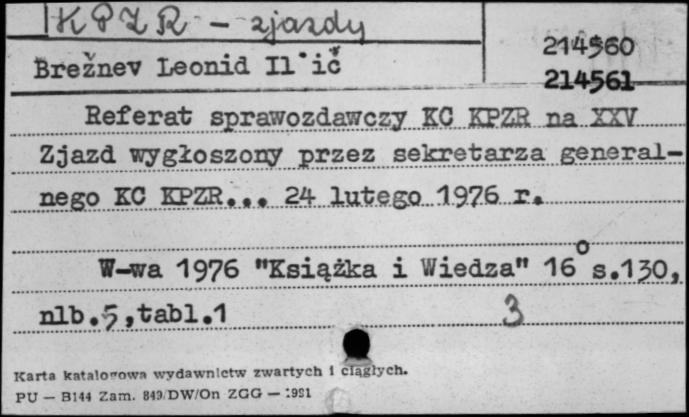 KPZR - zjazdy
214560
Brežnev Leonid Il'ič
214561
Referat sprawozdawczy KC KPZR na XXV
Zjazd wygłoszony przez sekretarza general-
nego KC KPZR... 24 lutego 1976 r.
W-wa 1976 "Książka i Wiedza" 16° s.130,
nlb.5,tabl.1
3
Karta katalogowa wydawnictw zwartych i ciągłych.
PU — B144 Zam. 849/DW/On ZGG — 1981